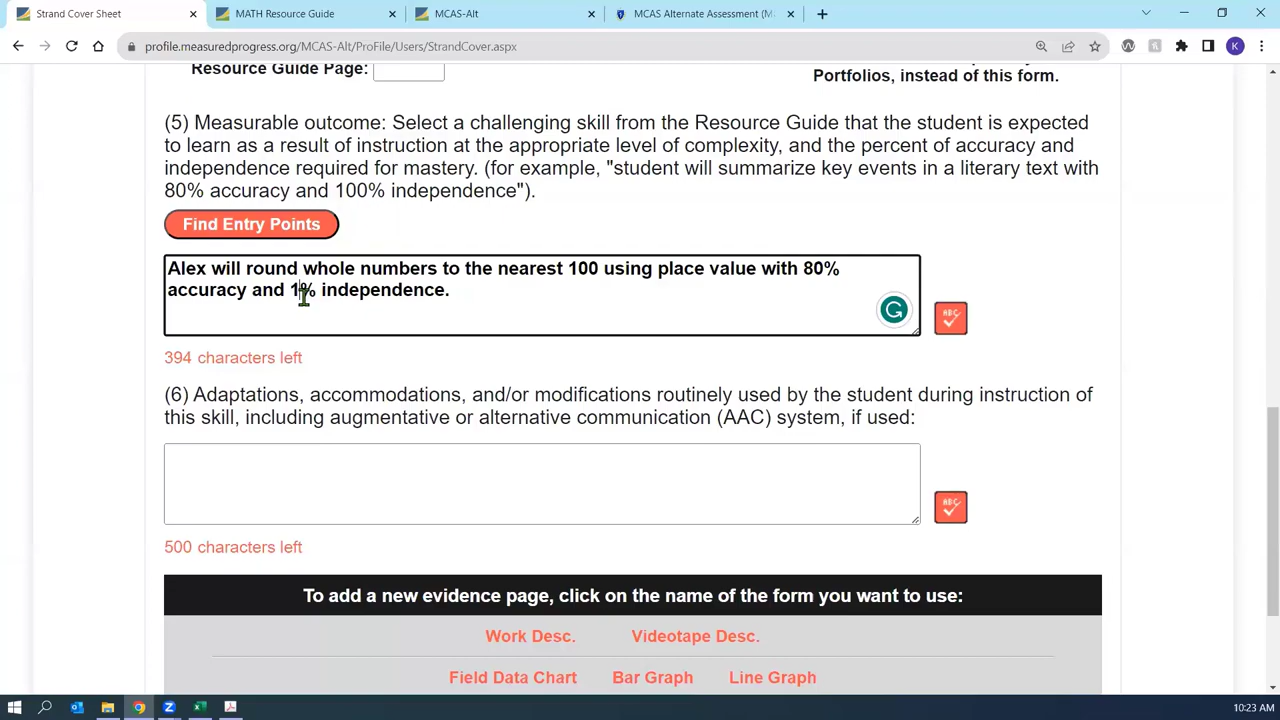 Strand Cover Sheet
MATH Resource Guide
MCAS-Alt
MCAS Alternate Assessment (M
profile.measuredprogress.org/MCAS-Alt/ProFile/Users/StrandCover.aspx
K
Resource Guide Page:
Portfolios, instead of this form.
(5) Measurable outcome: Select a challenging skill from the Resource Guide that the student is expected
to learn as a result of instruction at the appropriate level of complexity, and the percent of accuracy and
independence required for mastery. (for example, "student will summarize key events in a literary text with
80% accuracy and 100% independence").
Find Entry Points
Alex will round whole numbers to the nearest 100 using place value with 80%
accuracy and 1% independence.
ABC
394 characters left
(6) Adaptations, accommodations, and/or modifications routinely used by the student during instruction of
this skill, including augmentative or alternative communication (AAC) system, if used:
ABC
500 characters left
To add a new evidence page, click on the name of the form you want to use:
Work Desc. Videotape Desc.
Field Data Chart Bar Graph Line Graph
10:23 AM